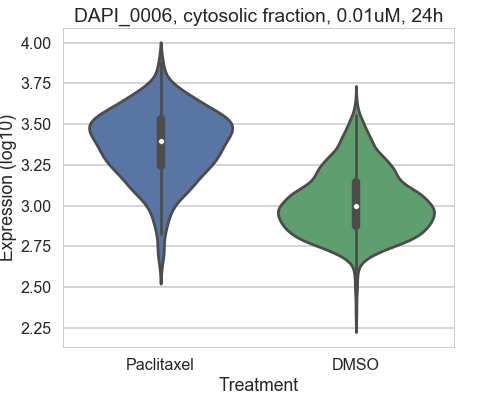 DAPI_0006, cytosolic fraction, 0.01uM, 24h
Expression (log10)
4.00
3.75
3.50
3.25
3.00
2.75
2.50
2.25
Paclitaxel DMSO
Treatment